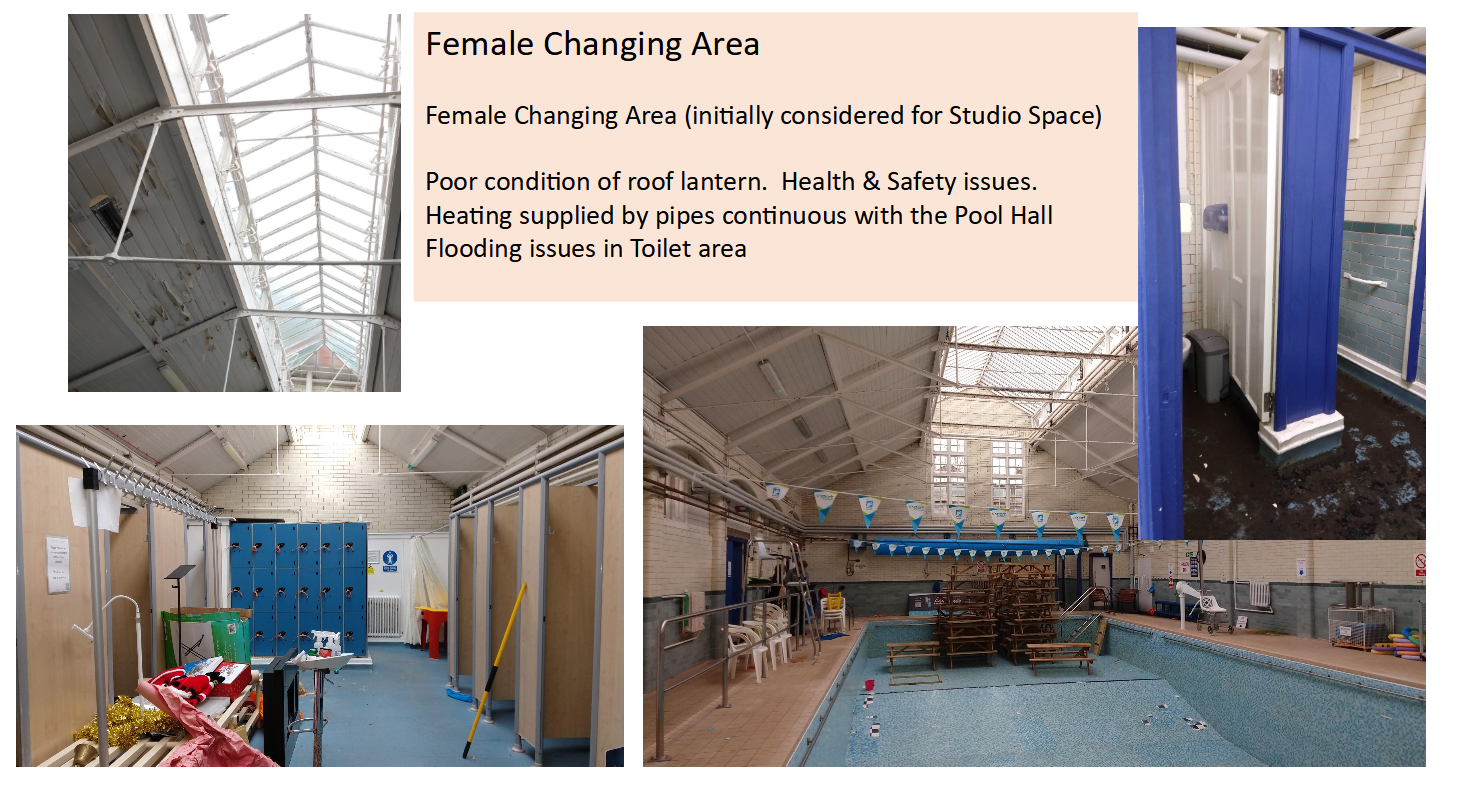 Female Changing Area
Female Changing Area (initially considered for Studio Space)
Poor condition of roof lantern.  Health & Safety issues.
Heating supplied by pipes continuous with the Pool Hall
Flooding issues in Toilet area